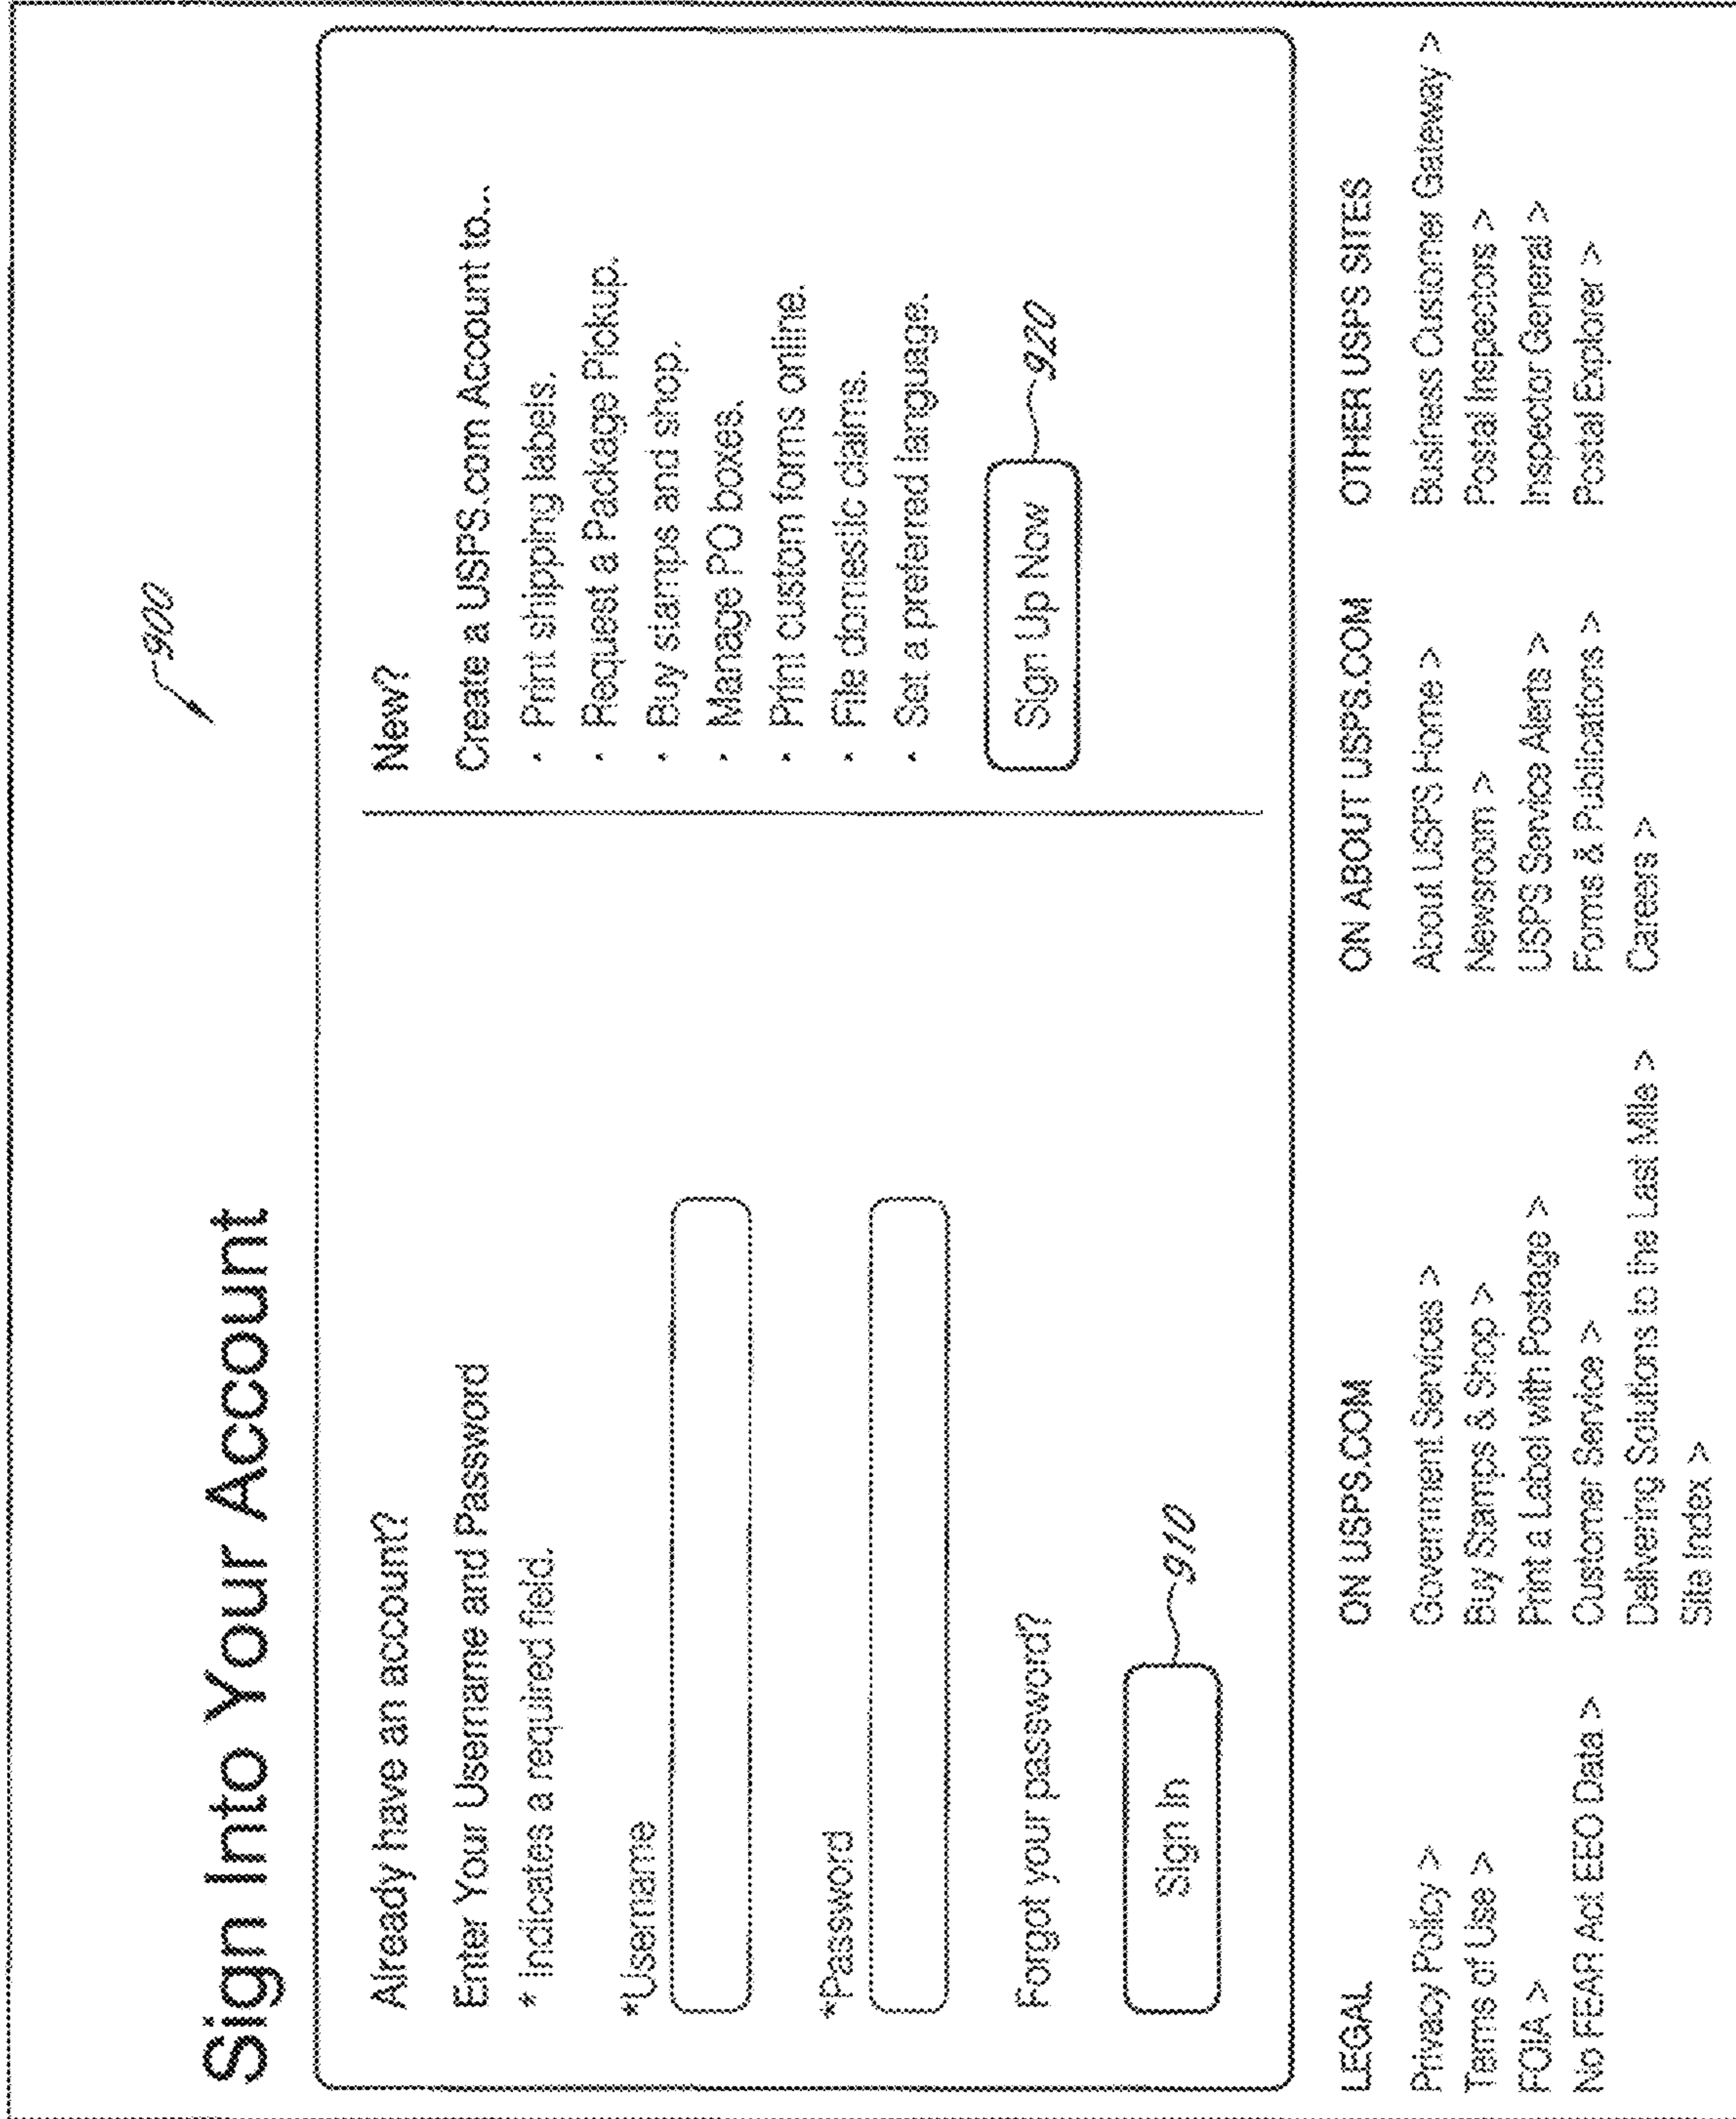 900
Sign Into Your Account
Already have an account?
Enter Your Username and Password
* Indicates a required field.
*Username
*Password
Forgot your password?
Sign In
910
New?
Create a USPS.com Account to...
• Print shipping labels.
• Request a Package Pickup.
• Buy stamps and shop.
• Manage PO boxes.
• Print custom forms online.
• File domestic claims.
• Set a preferred language.
Sign Up Now
920
LEGAL
Privacy Policy >
Terms of Use >
FOIA >
No FEAR Act EEO Data >
ON USPS.COM
Government Services >
Buy Stamps & Shop >
Print a Label with Postage >
Customer Service >
Delivering Solutions to the Last Mile >
Site Index >
ON ABOUT USPS.COM
About USPS Home >
Newsroom >
USPS Service Alerts >
Forms & Publications >
Careers >
OTHER USPS SITES
Business Customer Gateway >
Postal Inspectors >
Inspector General >
Postal Explorer >